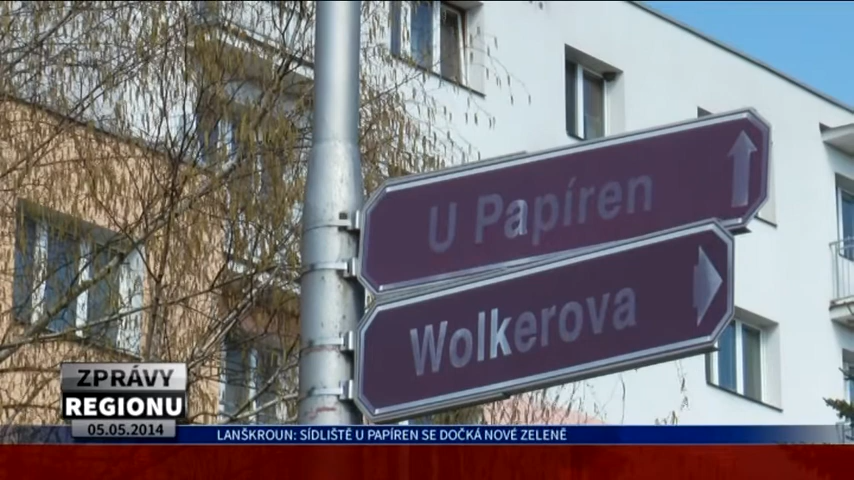 U Papíren
Wolkerova
ZPRÁVY
REGIONU
05.05.2014
LANŠKROUN: SÍDLIŠTĚ U PAPÍREN SE DOČKÁ NOVÉ ZELENĚ